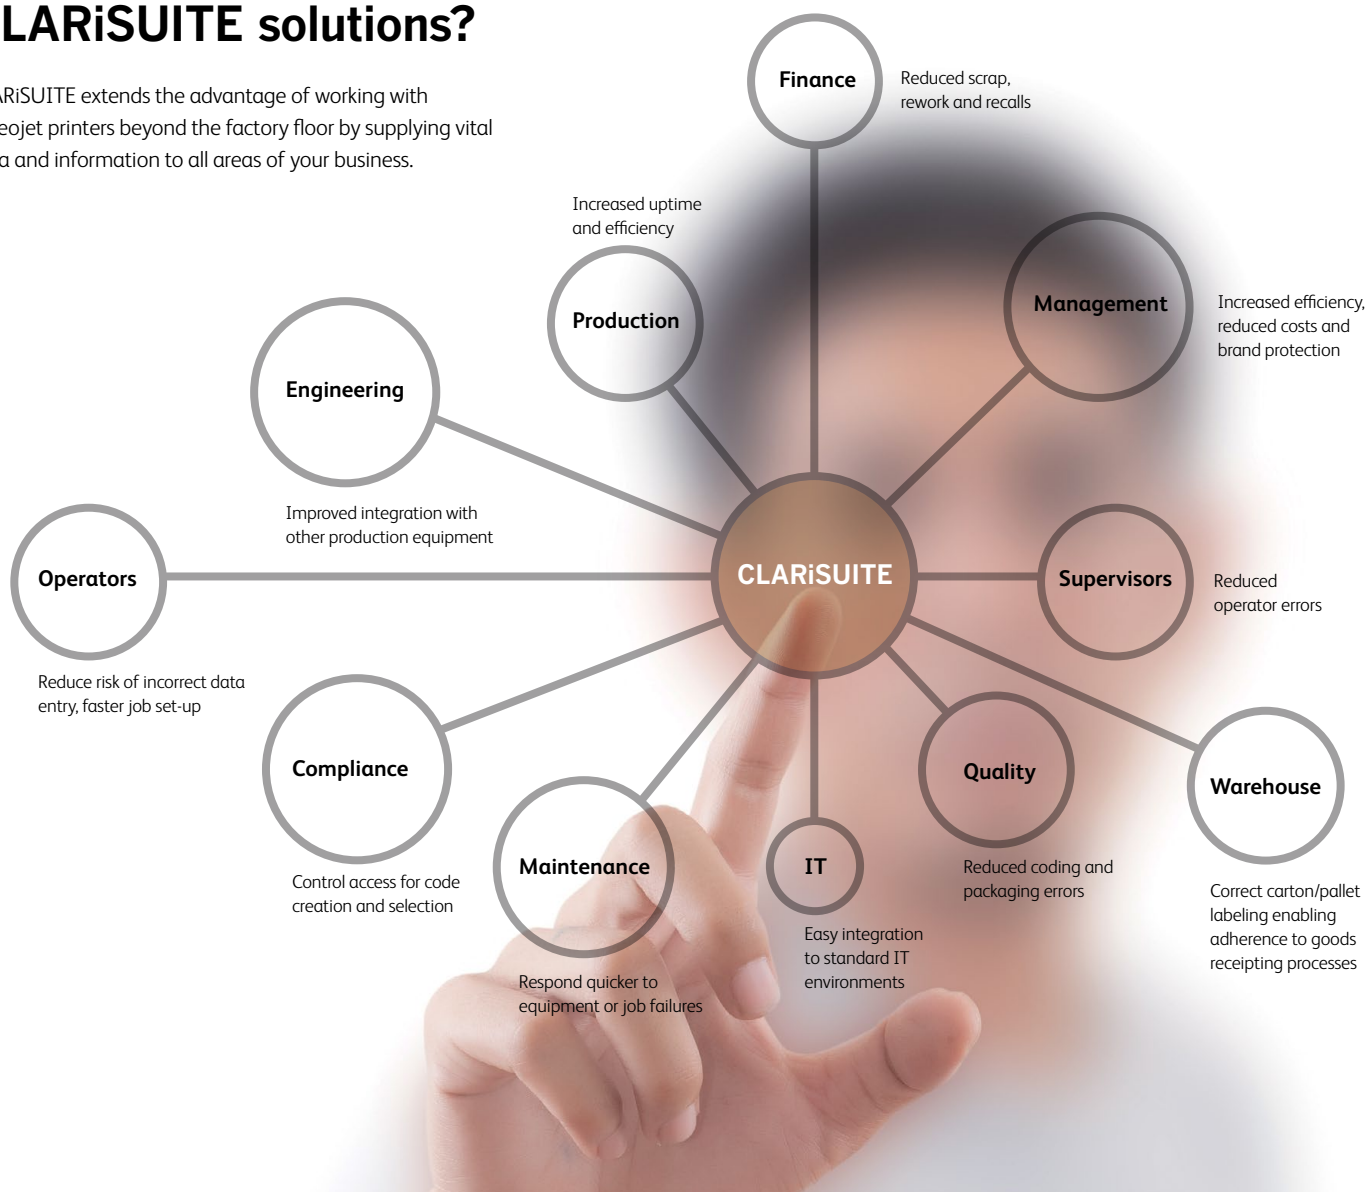 LARiSUITE solutions?
ARiSUITE extends the advantage of working with
eojet printers beyond the factory floor by supplying vital
a and information to all areas of your business.
Finance
Reduced scrap,
rework and recalls
Increased uptime
and efficiency
Production
Management
Increased efficiency,
reduced costs and
brand protection
Engineering
Improved integration with
other production equipment
Operators
Reduce risk of incorrect data
entry, faster job set-up
CLARiSUITE
Supervisors
Reduced
operator errors
Compliance
Control access for code
creation and selection
Maintenance
Respond quicker to
equipment or job failures
IT
Easy integration
to standard IT
environments
Quality
Reduced coding and
packaging errors
Warehouse
Correct carton/pallet
labeling enabling
adherence to goods
receipting processes